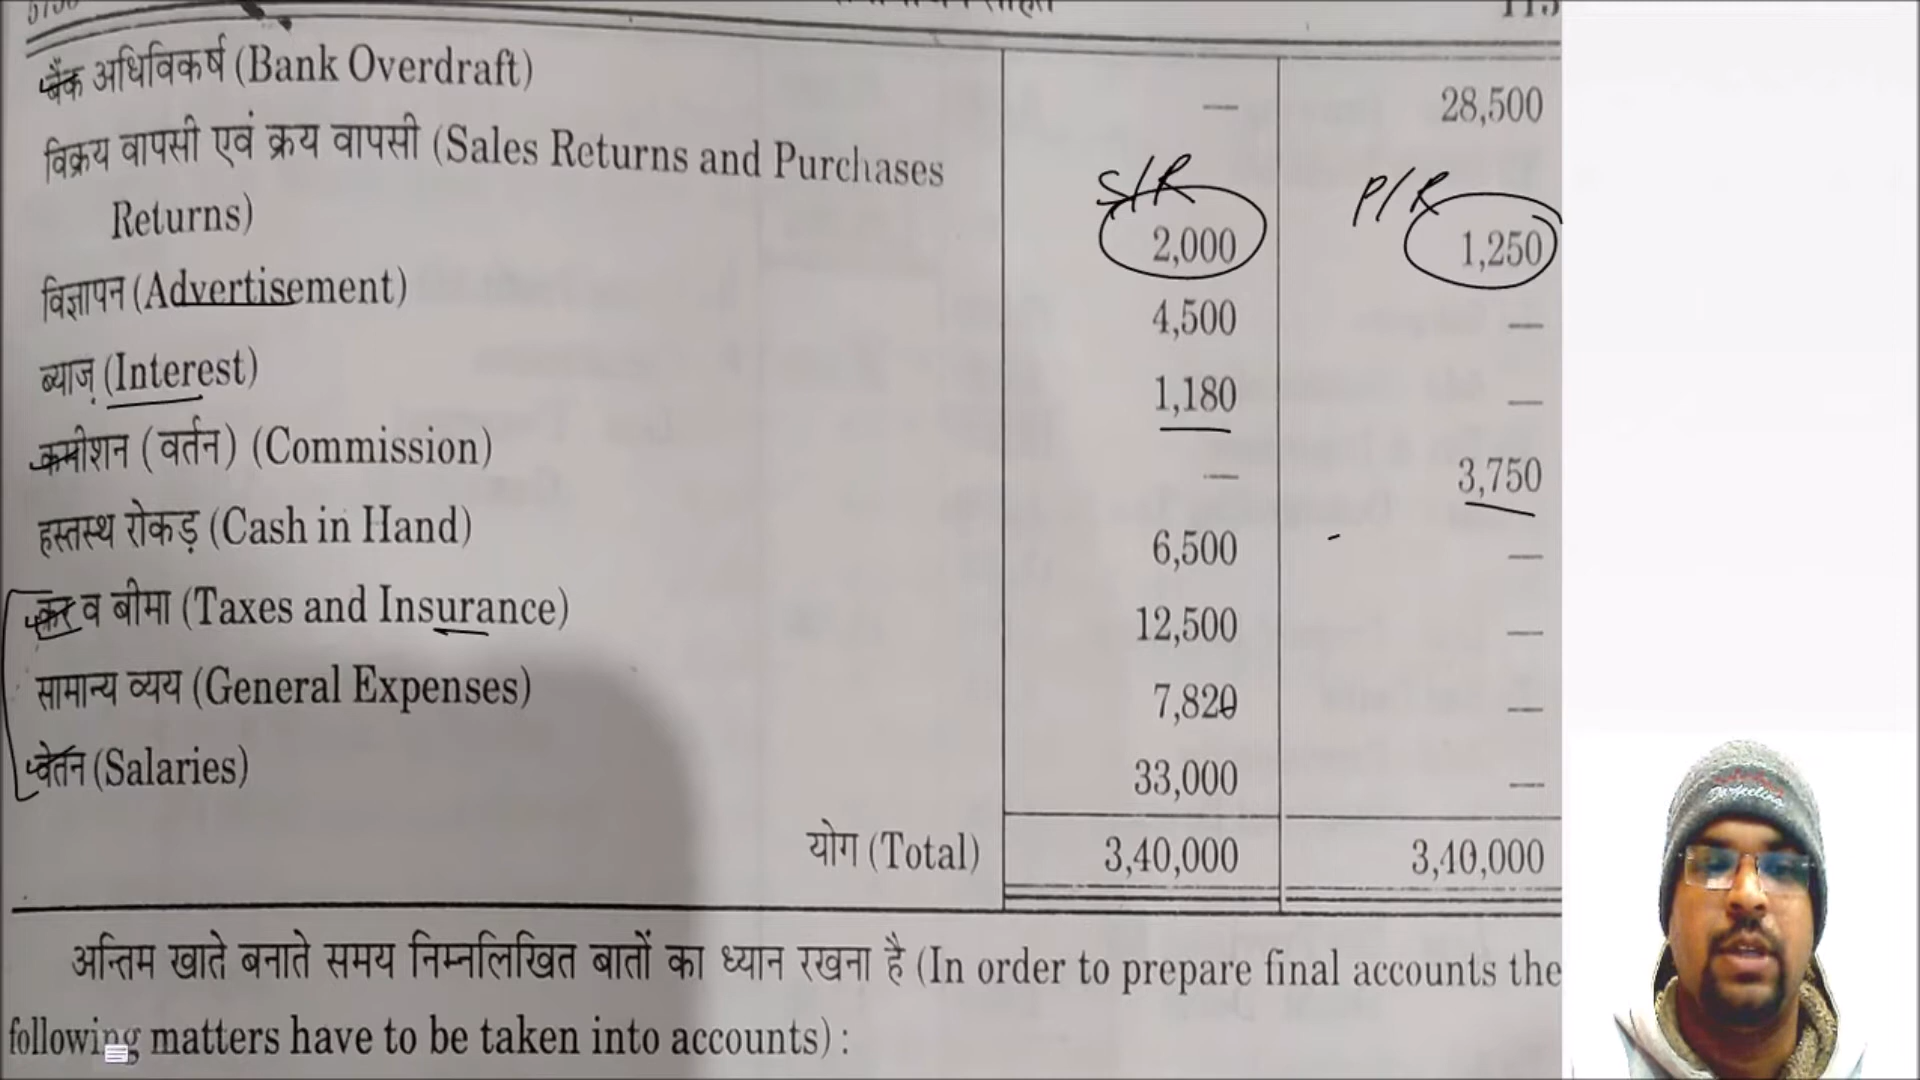 बैंक अधिविकर्ष (Bank Overdraft) — 28,500
विक्रय वापसी एवं क्रय वापसी (Sales Returns and Purchases
S/R P/R
Returns) 2,000 1,250
विज्ञापन (Advertisement) 4,500 —
ब्याज (Interest) 1,180 —
कमीशन (वर्तन) (Commission) — 3,750
हस्तस्थ रोकड़ (Cash in Hand) 6,500 —
कर व बीमा (Taxes and Insurance) 12,500 —
सामान्य व्यय (General Expenses) 7,820 —
वेतन (Salaries) 33,000 —
योग (Total) 3,40,000 3,40,000
अन्तिम खाते बनाते समय निम्नलिखित बातों का ध्यान रखना है (In order to prepare final accounts the
following matters have to be taken into accounts) :